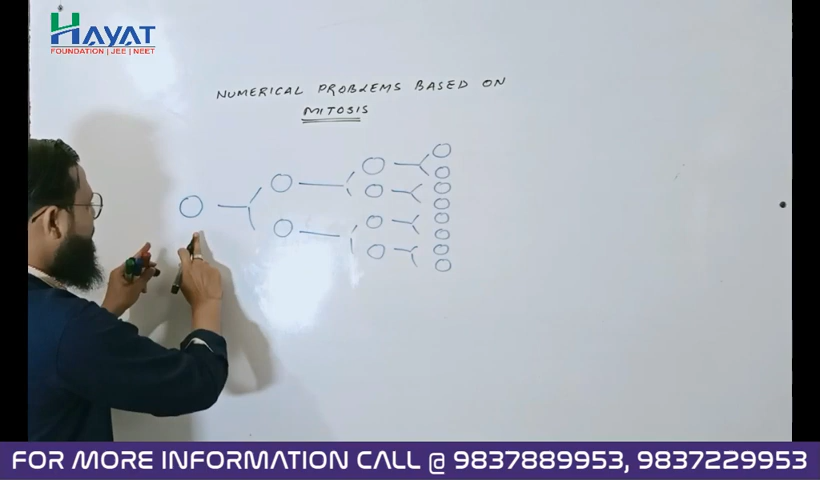 HAYAT
FOUNDATION | JEE | NEET
NUMERICAL PROBLEMS BASED ON
MITOSIS
FOR MORE INFORMATION CALL @ 9837889953, 9837229953